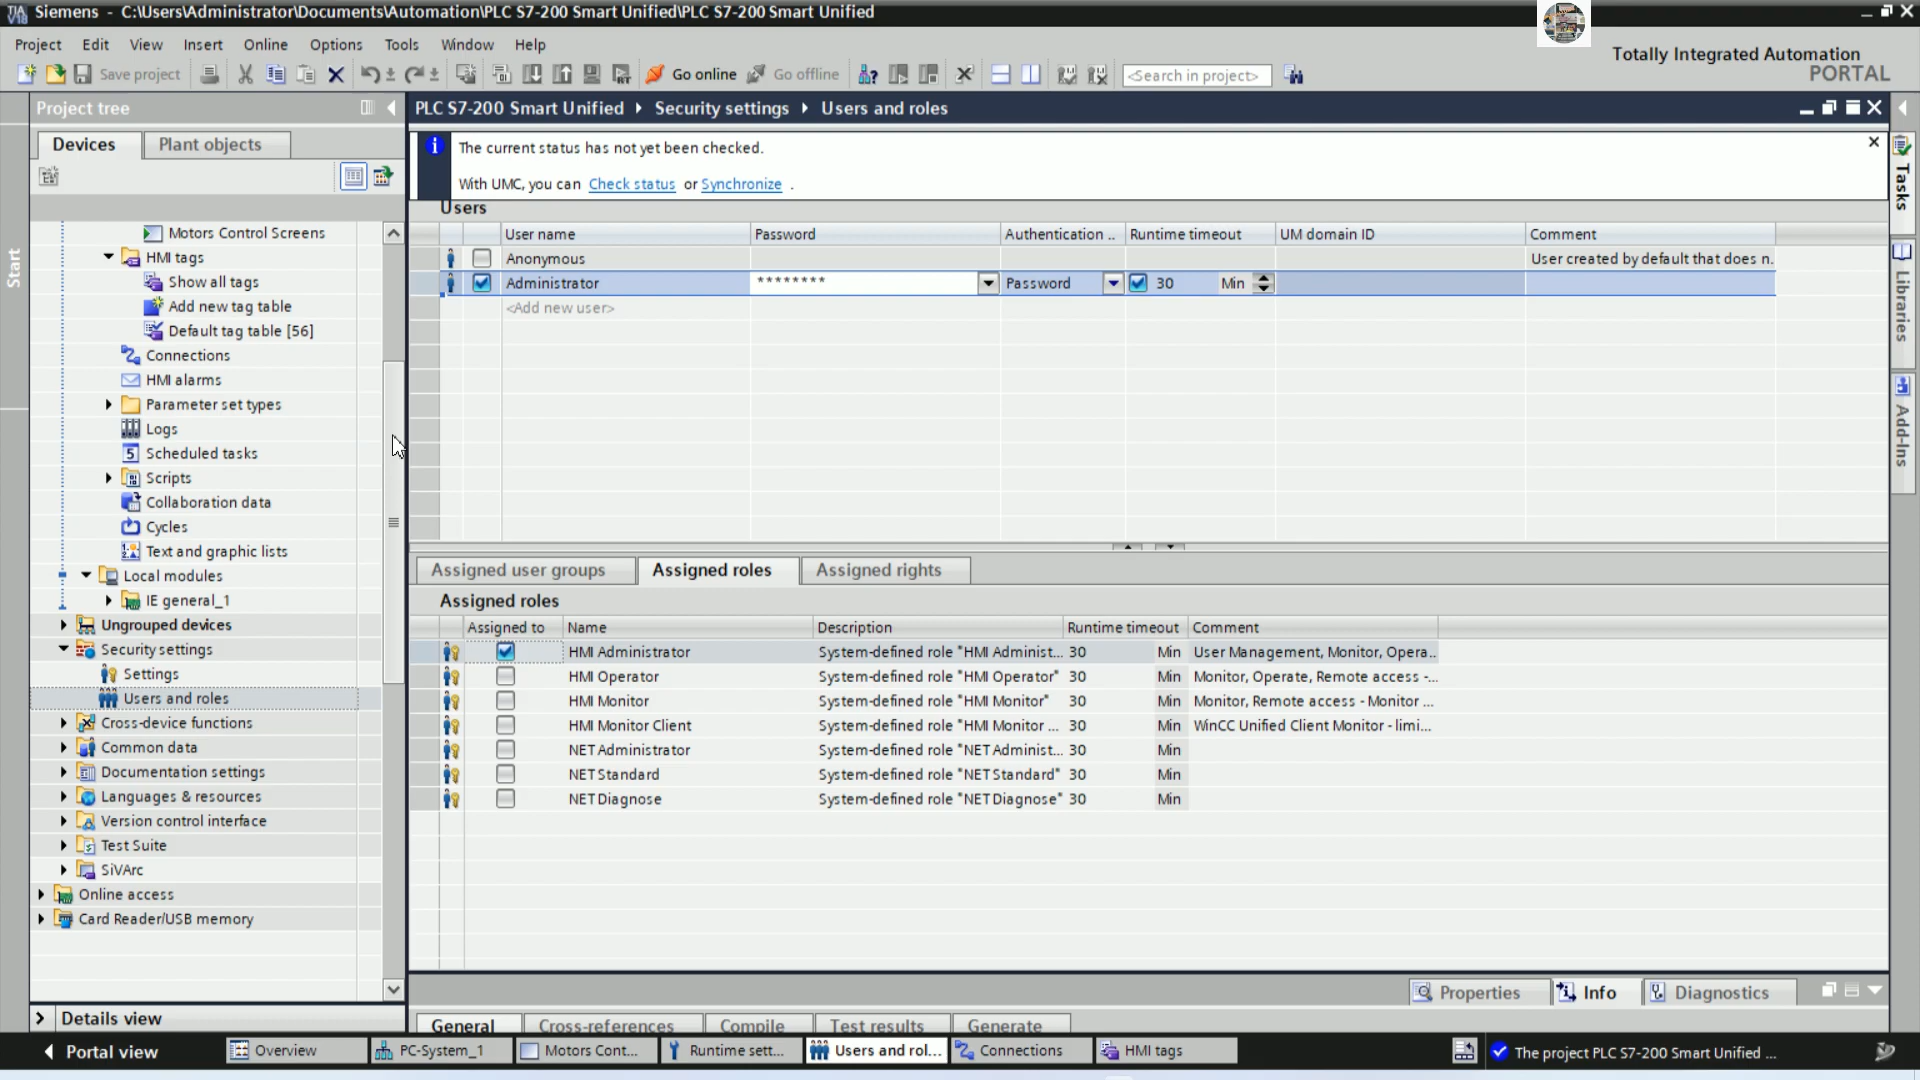 Siemens - C:\Users\Administrator\Documents\Automation\PLC S7-200 Smart Unified\PLC S7-200 Smart Unified
Project Edit View Insert Online Options Tools Window Help
Totally Integrated Automation
PORTAL
Save project
Go online
Go offline
<Search in project>
Project tree
PLC S7-200 Smart Unified Security settings Users and roles
Devices
Plant objects
The current status has not yet been checked.
With UMC, you can Check status or Synchronize .
Start
Motors Control Screens
HMI tags
Show all tags
Add new tag table
Default tag table [56]
Connections
HMI alarms
Parameter set types
Logs
Scheduled tasks
Scripts
Collaboration data
Cycles
Text and graphic lists
Local modules
IE general_1
Ungrouped devices
Security settings
Settings
Users and roles
Cross-device functions
Common data
Documentation settings
Languages & resources
Version control interface
Test Suite
SiVArc
Online access
Card Reader/USB memory
Details view
Users
User name Password Authentication .. Runtime timeout UM domain ID Comment
Anonymous User created by default that does n.
Administrator ******** Password 30 Min
<Add new user>
Assigned user groups Assigned roles Assigned rights
Assigned roles
Assigned to Name Description Runtime timeout Comment
HMI Administrator System-defined role "HMI Administ... 30 Min User Management, Monitor, Opera..
HMI Operator System-defined role "HMI Operator" 30 Min Monitor, Operate, Remote access -...
HMI Monitor System-defined role "HMI Monitor" 30 Min Monitor, Remote access - Monitor ...
HMI Monitor Client System-defined role "HMI Monitor ... 30 Min WinCC Unified Client Monitor - limi...
NET Administrator System-defined role "NET Administ... 30 Min
NET Standard System-defined role "NET Standard" 30 Min
NET Diagnose System-defined role "NET Diagnose" 30 Min
Properties Info Diagnostics
General Cross-references Compile Test results Generate
Tasks
Libraries
Add-Ins
Portal view Overview PC-System_1 Motors Cont... Runtime sett... Users and rol... Connections HMI tags The project PLC S7-200 Smart Unified ...